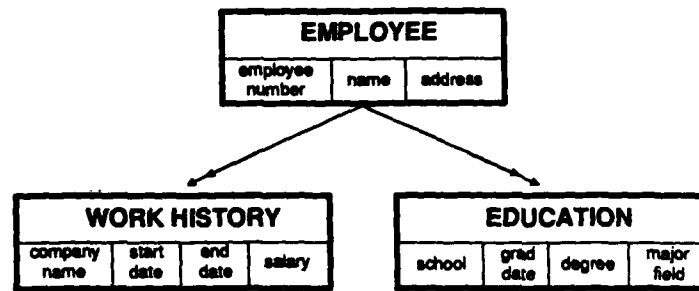 EMPLOYEE
employee number
name
address
WORK HISTORY
company name
start date
end date
salary
EDUCATION
school
grad date
degree
major field